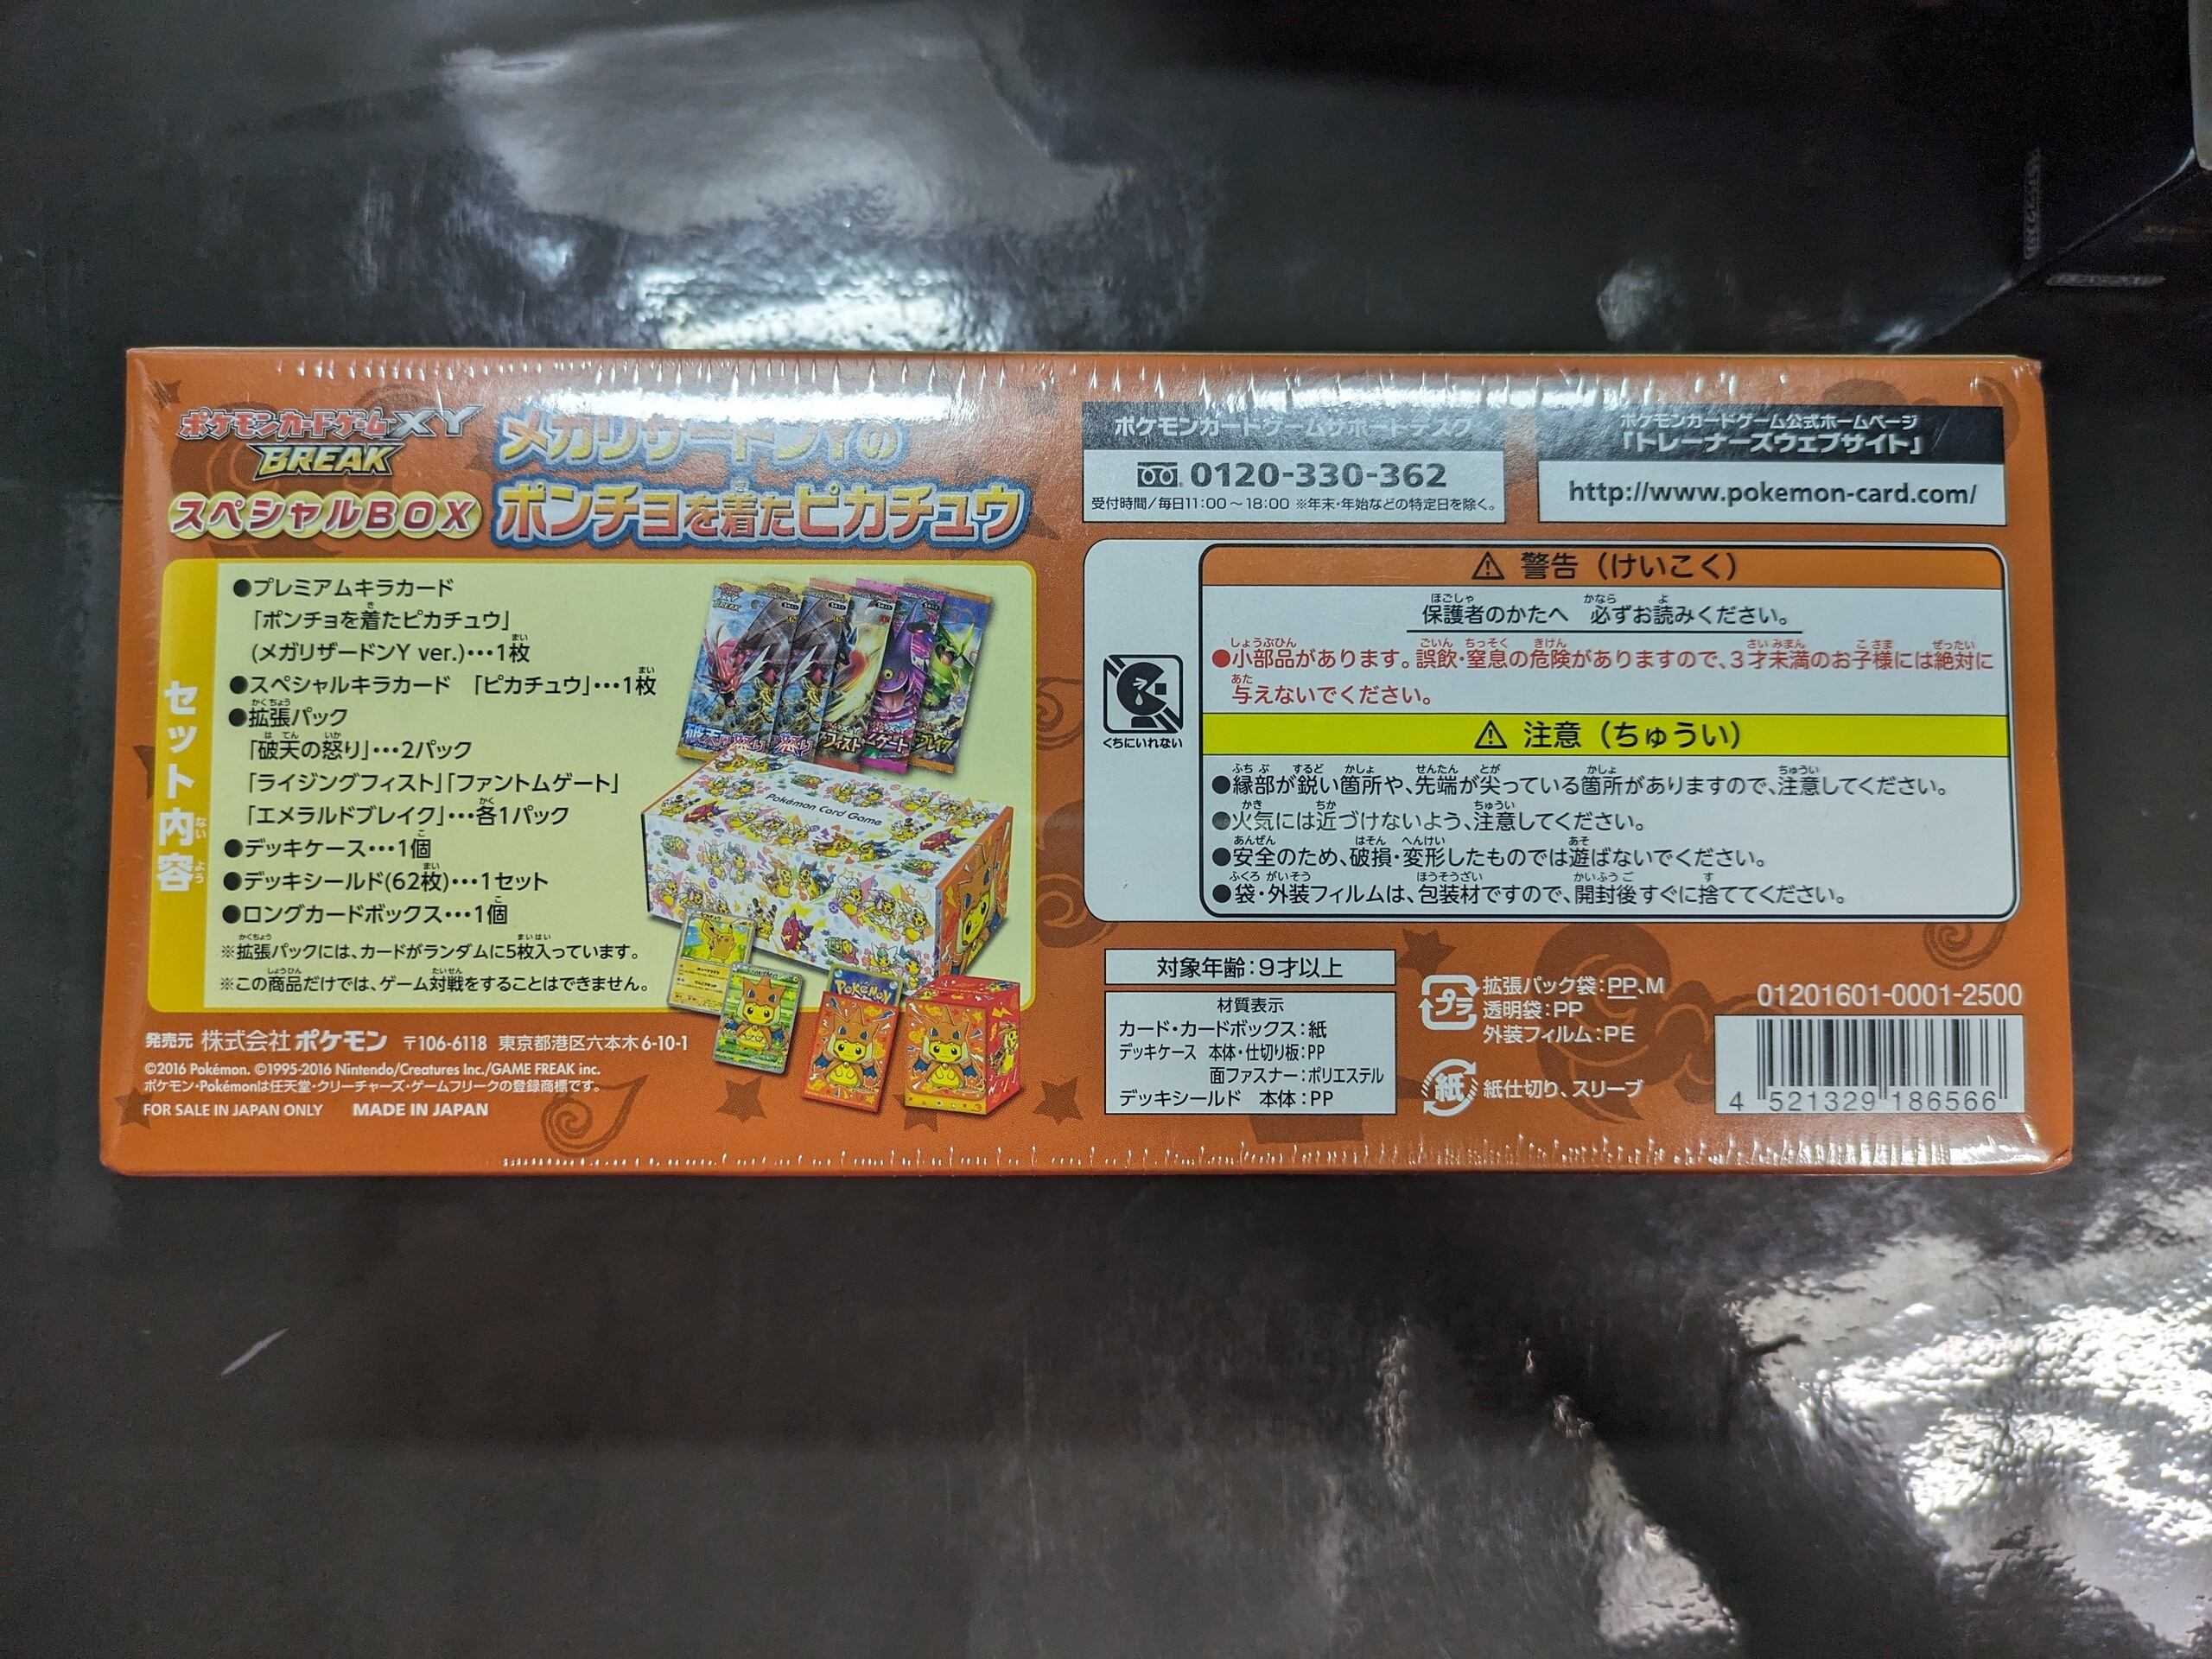 ポケモンカードゲームXY
BREAK
スペシャルBOX
メガリザードンYの
ポンチョを着たピカチュウ
セット内容
●プレミアムキラカード
「ポンチョを着たピカチュウ」
(メガリザードンY ver.)･･･1枚
●スペシャルキラカード 「ピカチュウ」･･･1枚
●拡張パック
「破天の怒り」･･･2パック
「ライジングフィスト」「ファントムゲート」
「エメラルドブレイク」･･･各1パック
●デッキケース･･･1個
●デッキシールド(62枚)･･･1セット
●ロングカードボックス･･･1個
※拡張パックには、カードがランダムに5枚入っています。
※この商品だけでは、ゲーム対戦をすることはできません。
Pokémon Card Game
POKÉMON
発売元 株式会社 ポケモン 〒106-6118 東京都港区六本木6-10-1
©2016 Pokémon. ©1995-2016 Nintendo/Creatures Inc./GAME FREAK inc.
ポケモン・Pokémonは任天堂・クリーチャーズ・ゲームフリークの登録商標です。
FOR SALE IN JAPAN ONLY MADE IN JAPAN
ポケモンカードゲームサポートデスク
0120-330-362
受付時間/毎日11:00～18:00 ※年末・年始などの特定日を除く。
ポケモンカードゲーム公式ホームページ
「トレーナーズウェブサイト」
http://www.pokemon-card.com/
くちにいれない
⚠ 警告（けいこく）
保護者のかたへ 必ずお読みください。
●小部品があります。誤飲・窒息の危険がありますので、3才未満のお子様には絶対に
与えないでください。
⚠ 注意（ちゅうい）
●縁部が鋭い箇所や、先端が尖っている箇所がありますので、注意してください。
●火気には近づけないよう、注意してください。
●安全のため、破損・変形したものでは遊ばないでください。
●袋・外装フィルムは、包装材ですので、開封後すぐに捨ててください。
対象年齢：9才以上
材質表示
カード・カードボックス：紙
デッキケース 本体・仕切り板：PP
面ファスナー：ポリエステル
デッキシールド 本体：PP
プラ
拡張パック袋：PP、M
透明袋：PP
外装フィルム：PE
紙
紙仕切り、スリーブ
01201601-0001-2500
4 521329 186566